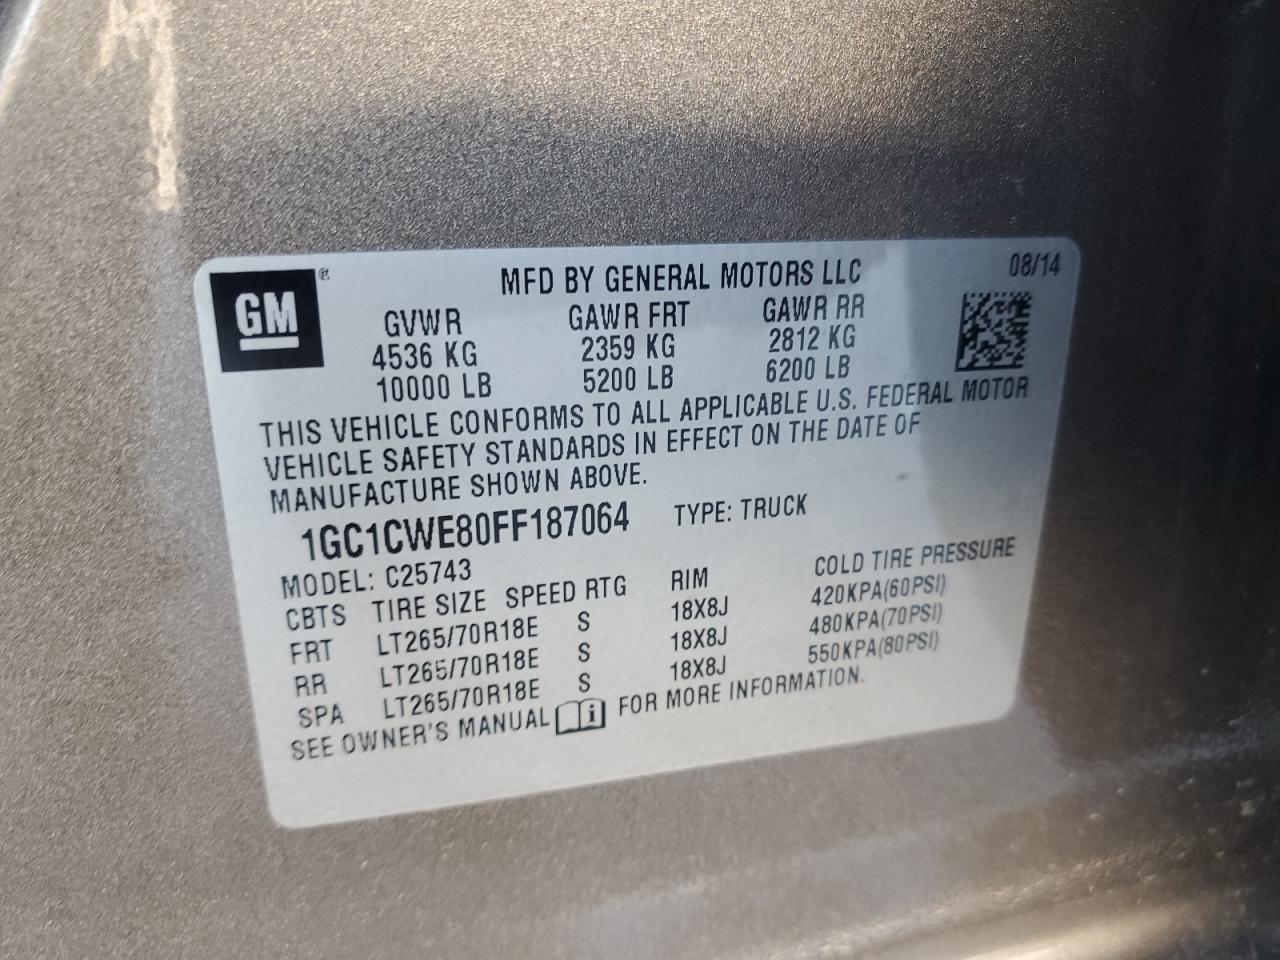 GM
®
MFD BY GENERAL MOTORS LLC 08/14
GVWR GAWR FRT GAWR RR
4536 KG 2359 KG 2812 KG
10000 LB 5200 LB 6200 LB
THIS VEHICLE CONFORMS TO ALL APPLICABLE U.S. FEDERAL MOTOR
VEHICLE SAFETY STANDARDS IN EFFECT ON THE DATE OF
MANUFACTURE SHOWN ABOVE.
1GC1CWE80FF187064 TYPE: TRUCK
MODEL: C25743
CBTS TIRE SIZE SPEED RTG RIM COLD TIRE PRESSURE
FRT LT265/70R18E S 18X8J 420KPA(60PSI)
RR LT265/70R18E S 18X8J 480KPA(70PSI)
SPA LT265/70R18E S 18X8J 550KPA(80PSI)
SEE OWNER'S MANUAL i FOR MORE INFORMATION.